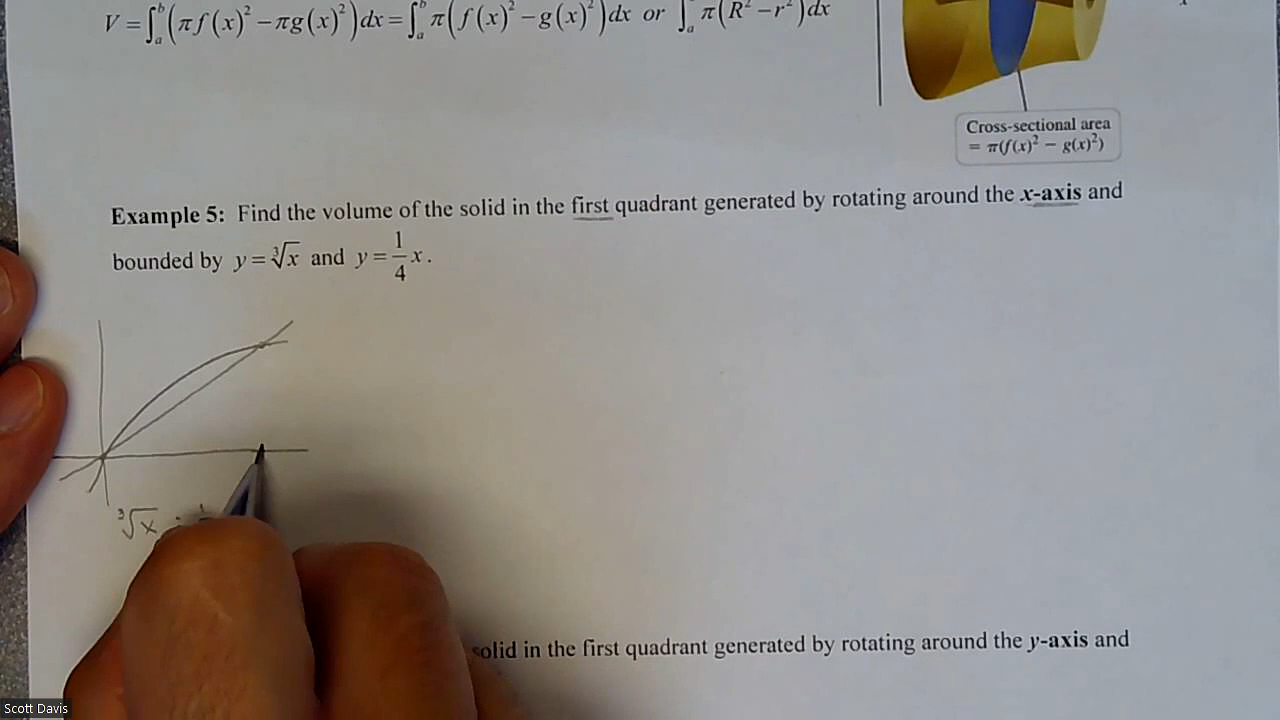 V = ∫ₐᵇ (πf(x)² − πg(x)²)dx = ∫ₐᵇ π(f(x)² − g(x)²)dx or ∫ₐ π(R² − r²)dx
Cross-sectional area
= π(f(x)² − g(x)²)
Example 5: Find the volume of the solid in the first quadrant generated by rotating around the x-axis and
bounded by y = ∛x and y = 1/4 x.
∛x
solid in the first quadrant generated by rotating around the y-axis and
Scott Davis